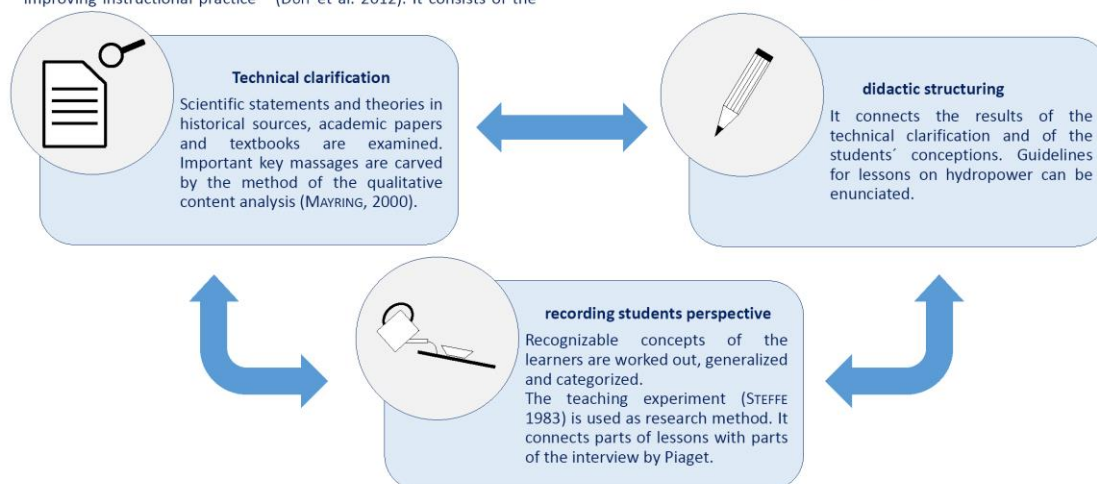 improving instructional practice“ (Duit et al. 2012). It consists of the
Technical clarification
Scientific statements and theories in
historical sources, academic papers
and textbooks are examined.
Important key massages are carved
by the method of the qualitative
content analysis (MAYRING, 2000).
didactic structuring
It connects the results of the
technical clarification and of the
students´ conceptions. Guidelines
for lessons on hydropower can be
enunciated.
recording students perspective
Recognizable concepts of the
learners are worked out, generalized
and categorized.
The teaching experiment (STEFFE
1983) is used as research method. It
connects parts of lessons with parts
of the interview by Piaget.